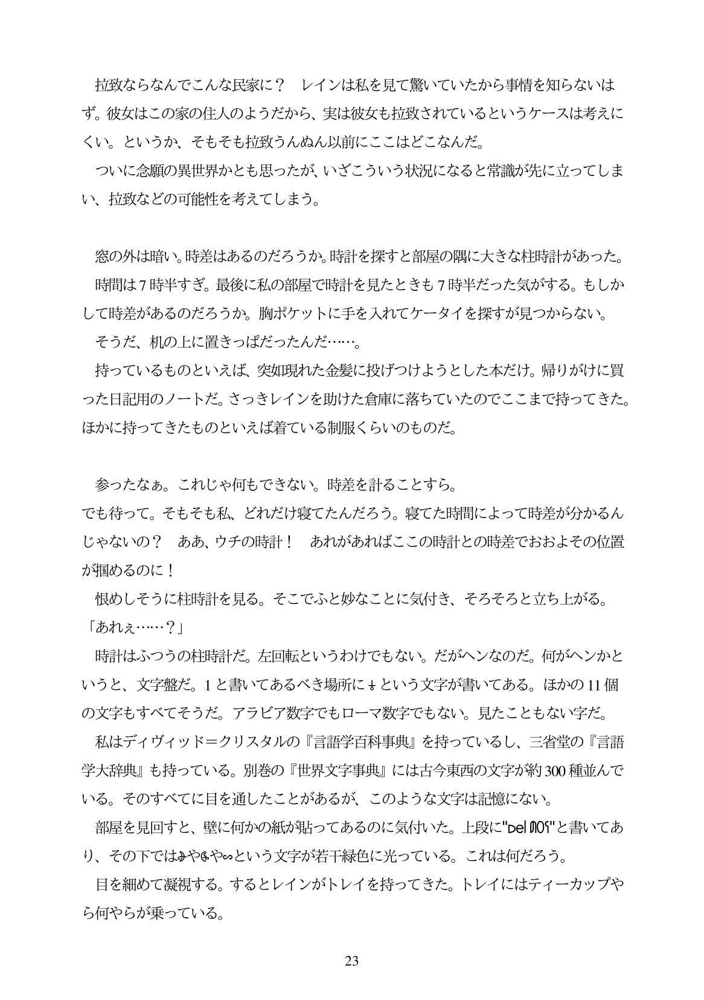 拉致ならなんでこんな民家に？　レインは私を見て驚いていたから事情を知らないは
ず。彼女はこの家の住人のようだから、実は彼女も拉致されているというケースは考えに
くい。というか、そもそも拉致うんぬん以前にここはどこなんだ。
ついに念願の異世界かとも思ったが、いざこういう状況になると常識が先に立ってしま
い、拉致などの可能性を考えてしまう。
窓の外は暗い。時差はあるのだろうか。時計を探すと部屋の隅に大きな柱時計があった。
時間は 7 時半すぎ。最後に私の部屋で時計を見たときも 7 時半だった気がする。もしか
して時差があるのだろうか。胸ポケットに手を入れてケータイを探すが見つからない。
そうだ、机の上に置きっぱだったんだ……。
持っているものといえば、突如現れた金髪に投げつけようとした本だけ。帰りがけに買
った日記用のノートだ。さっきレインを助けた倉庫に落ちていたのでここまで持ってきた。
ほかに持ってきたものといえば着ている制服くらいのものだ。
参ったなぁ。これじゃ何もできない。時差を計ることすら。
でも待って。そもそも私、どれだけ寝てたんだろう。寝てた時間によって時差が分かるん
じゃないの？　ああ、ウチの時計！　あれがあればここの時計との時差でおおよその位置
が掴めるのに！
恨めしそうに柱時計を見る。そこでふと妙なことに気付き、そろそろと立ち上がる。
「あれぇ……？」
時計はふつうの柱時計だ。左回転というわけでもない。だがヘンなのだ。何がヘンかと
いうと、文字盤だ。1 と書いてあるべき場所にという文字が書いてある。ほかの 11 個
の文字もすべてそうだ。アラビア数字でもローマ数字でもない。見たこともない字だ。
私はディヴィッド＝クリスタルの『言語学百科事典』を持っているし、三省堂の『言語
学大辞典』も持っている。別巻の『世界文字事典』には古今東西の文字が約 300 種並んで
いる。そのすべてに目を通したことがあるが、このような文字は記憶にない。
部屋を見回すと、壁に何かの紙が貼ってあるのに気付いた。上段に""と書いてあ
り、その下ではややという文字が若干緑色に光っている。これは何だろう。
目を細めて凝視する。するとレインがトレイを持ってきた。トレイにはティーカップや
ら何やらが乗っている。
23